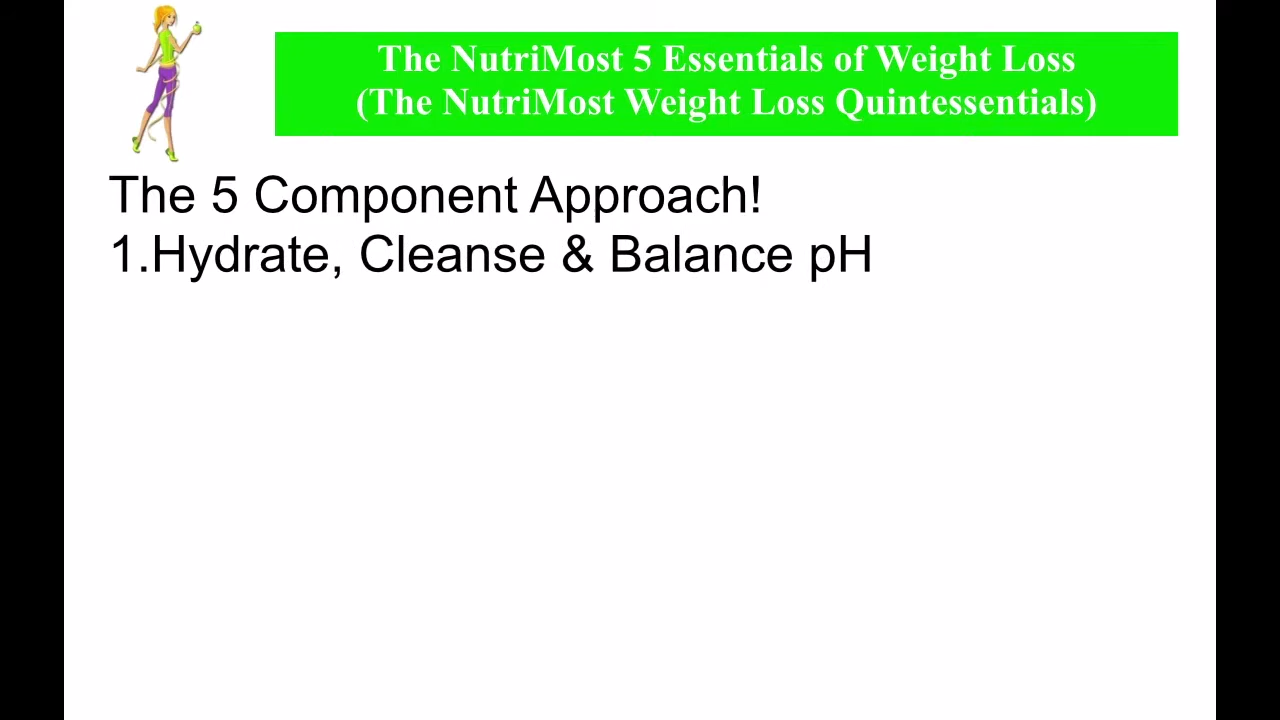 The NutriMost 5 Essentials of Weight Loss
(The NutriMost Weight Loss Quintessentials)
The 5 Component Approach!
1.Hydrate, Cleanse & Balance pH